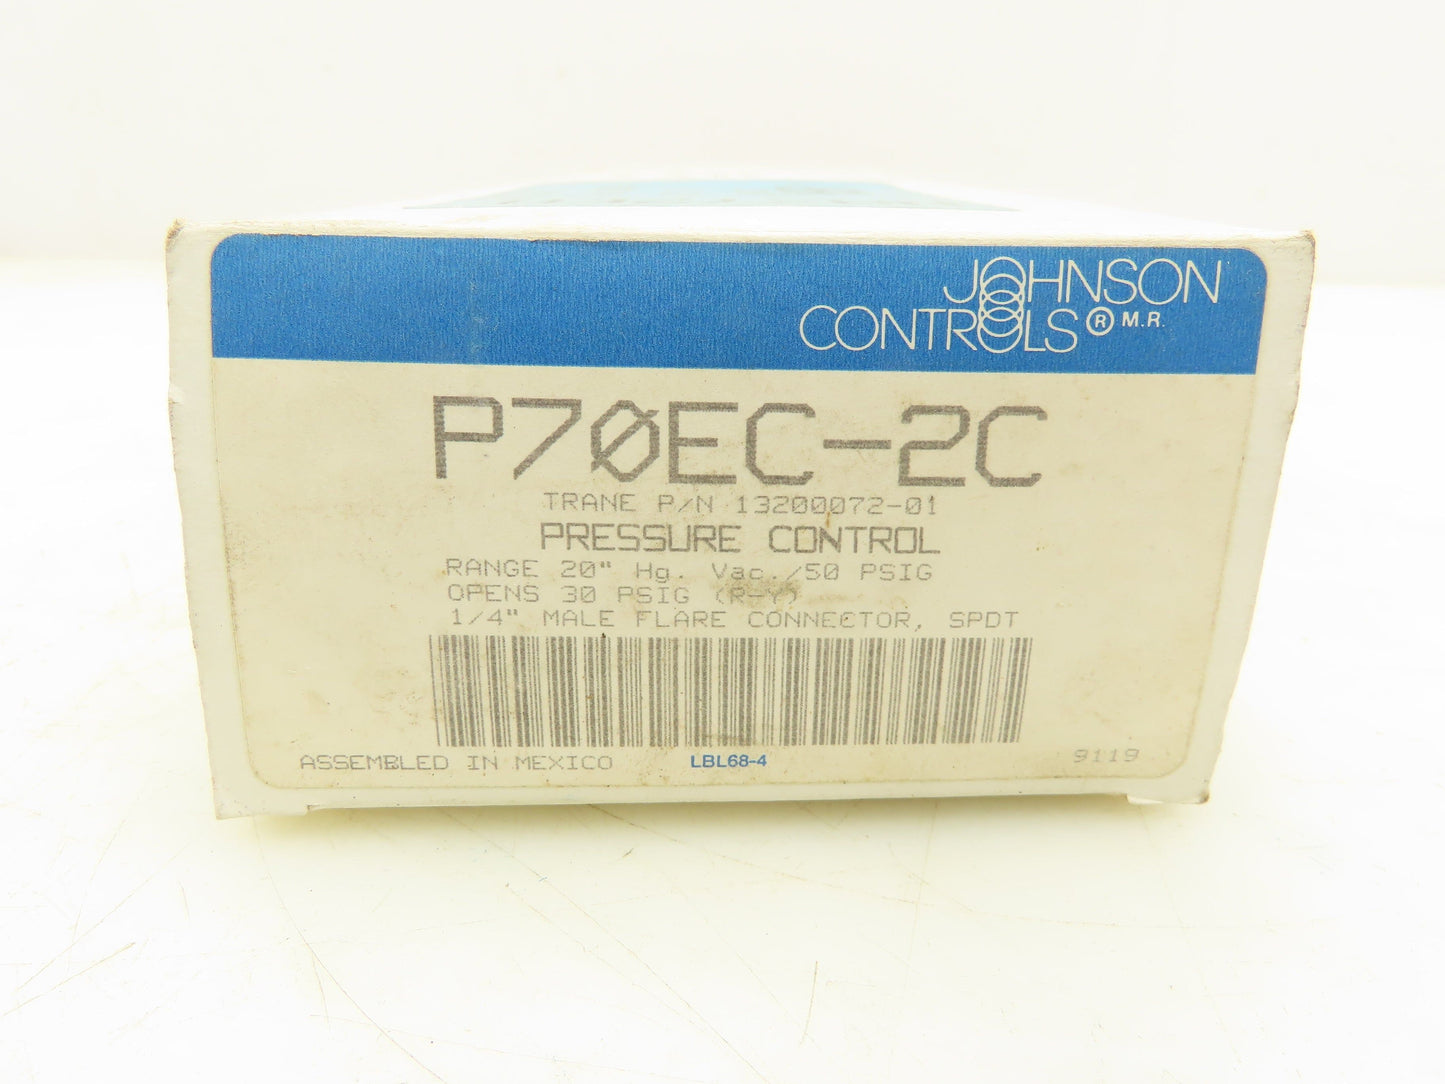 JOHNSON
CONTROLS ® M.R.
P70EC-2C
TRANE P/N 13200072-01
PRESSURE CONTROL
RANGE 20" Hg. Vac./50 PSIG
OPENS 30 PSIG (R-Y)
1/4" MALE FLARE CONNECTOR, SPDT
ASSEMBLED IN MEXICO LBL68-4 9119